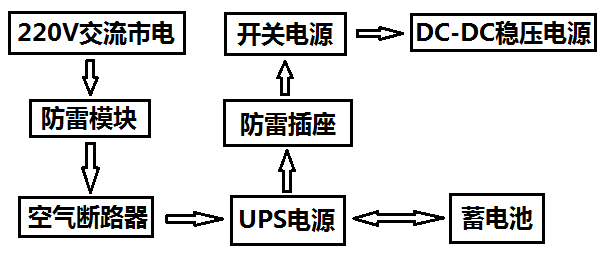 220V交流市电
防雷模块
空气断路器
UPS电源
蓄电池
防雷插座
开关电源
DC-DC稳压电源